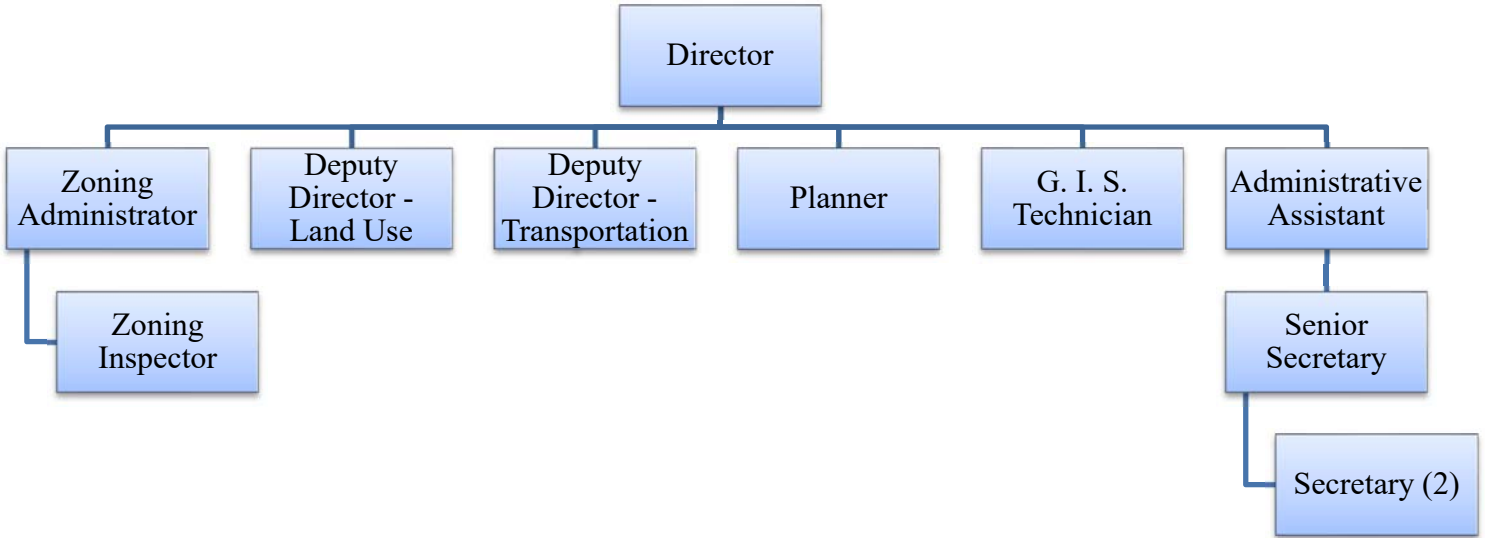 Director
Zoning
Administrator
Deputy
Director -
Land Use
Deputy
Director -
Transportation
Planner
G. I. S.
Technician
Administrative
Assistant
Zoning
Inspector
Senior
Secretary
Secretary (2)